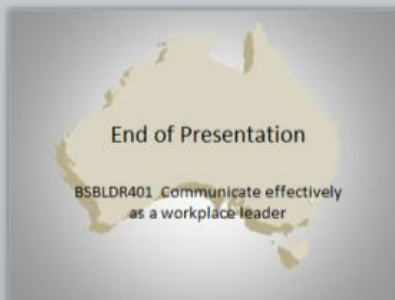 End of Presentation
BSBLDR401 Communicate effectively
as a workplace leader